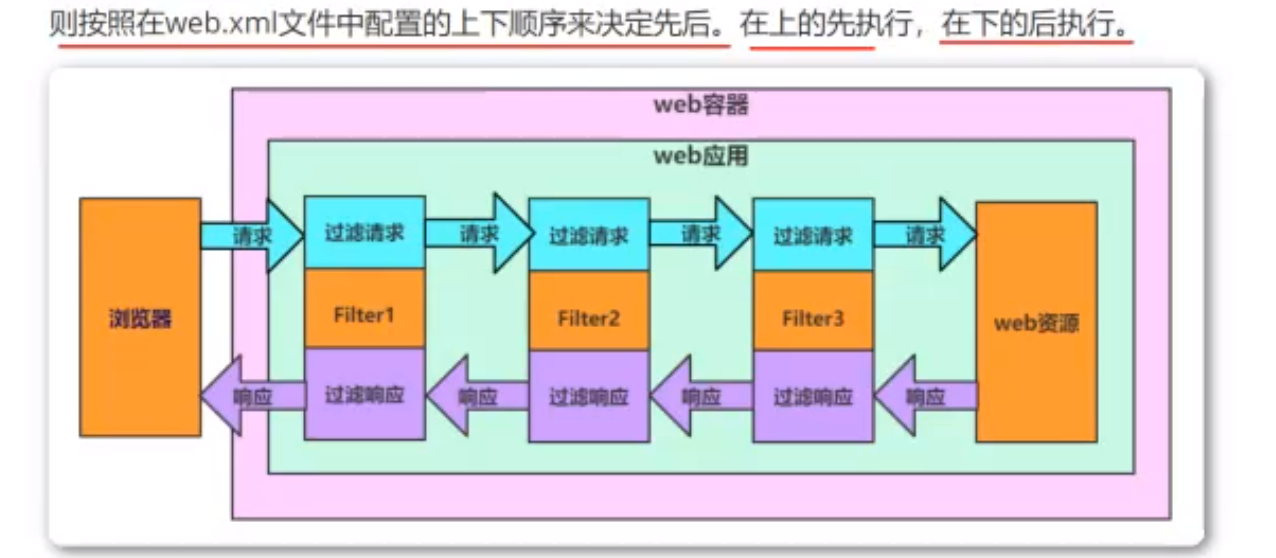 则按照在web.xml文件中配置的上下顺序来决定先后。在上的先执行，在下的后执行。
web容器
web应用
请求 过滤请求 请求 过滤请求 请求 过滤请求 请求
浏览器 Filter1 Filter2 Filter3 web资源
响应 过滤响应 响应 过滤响应 响应 过滤响应 响应